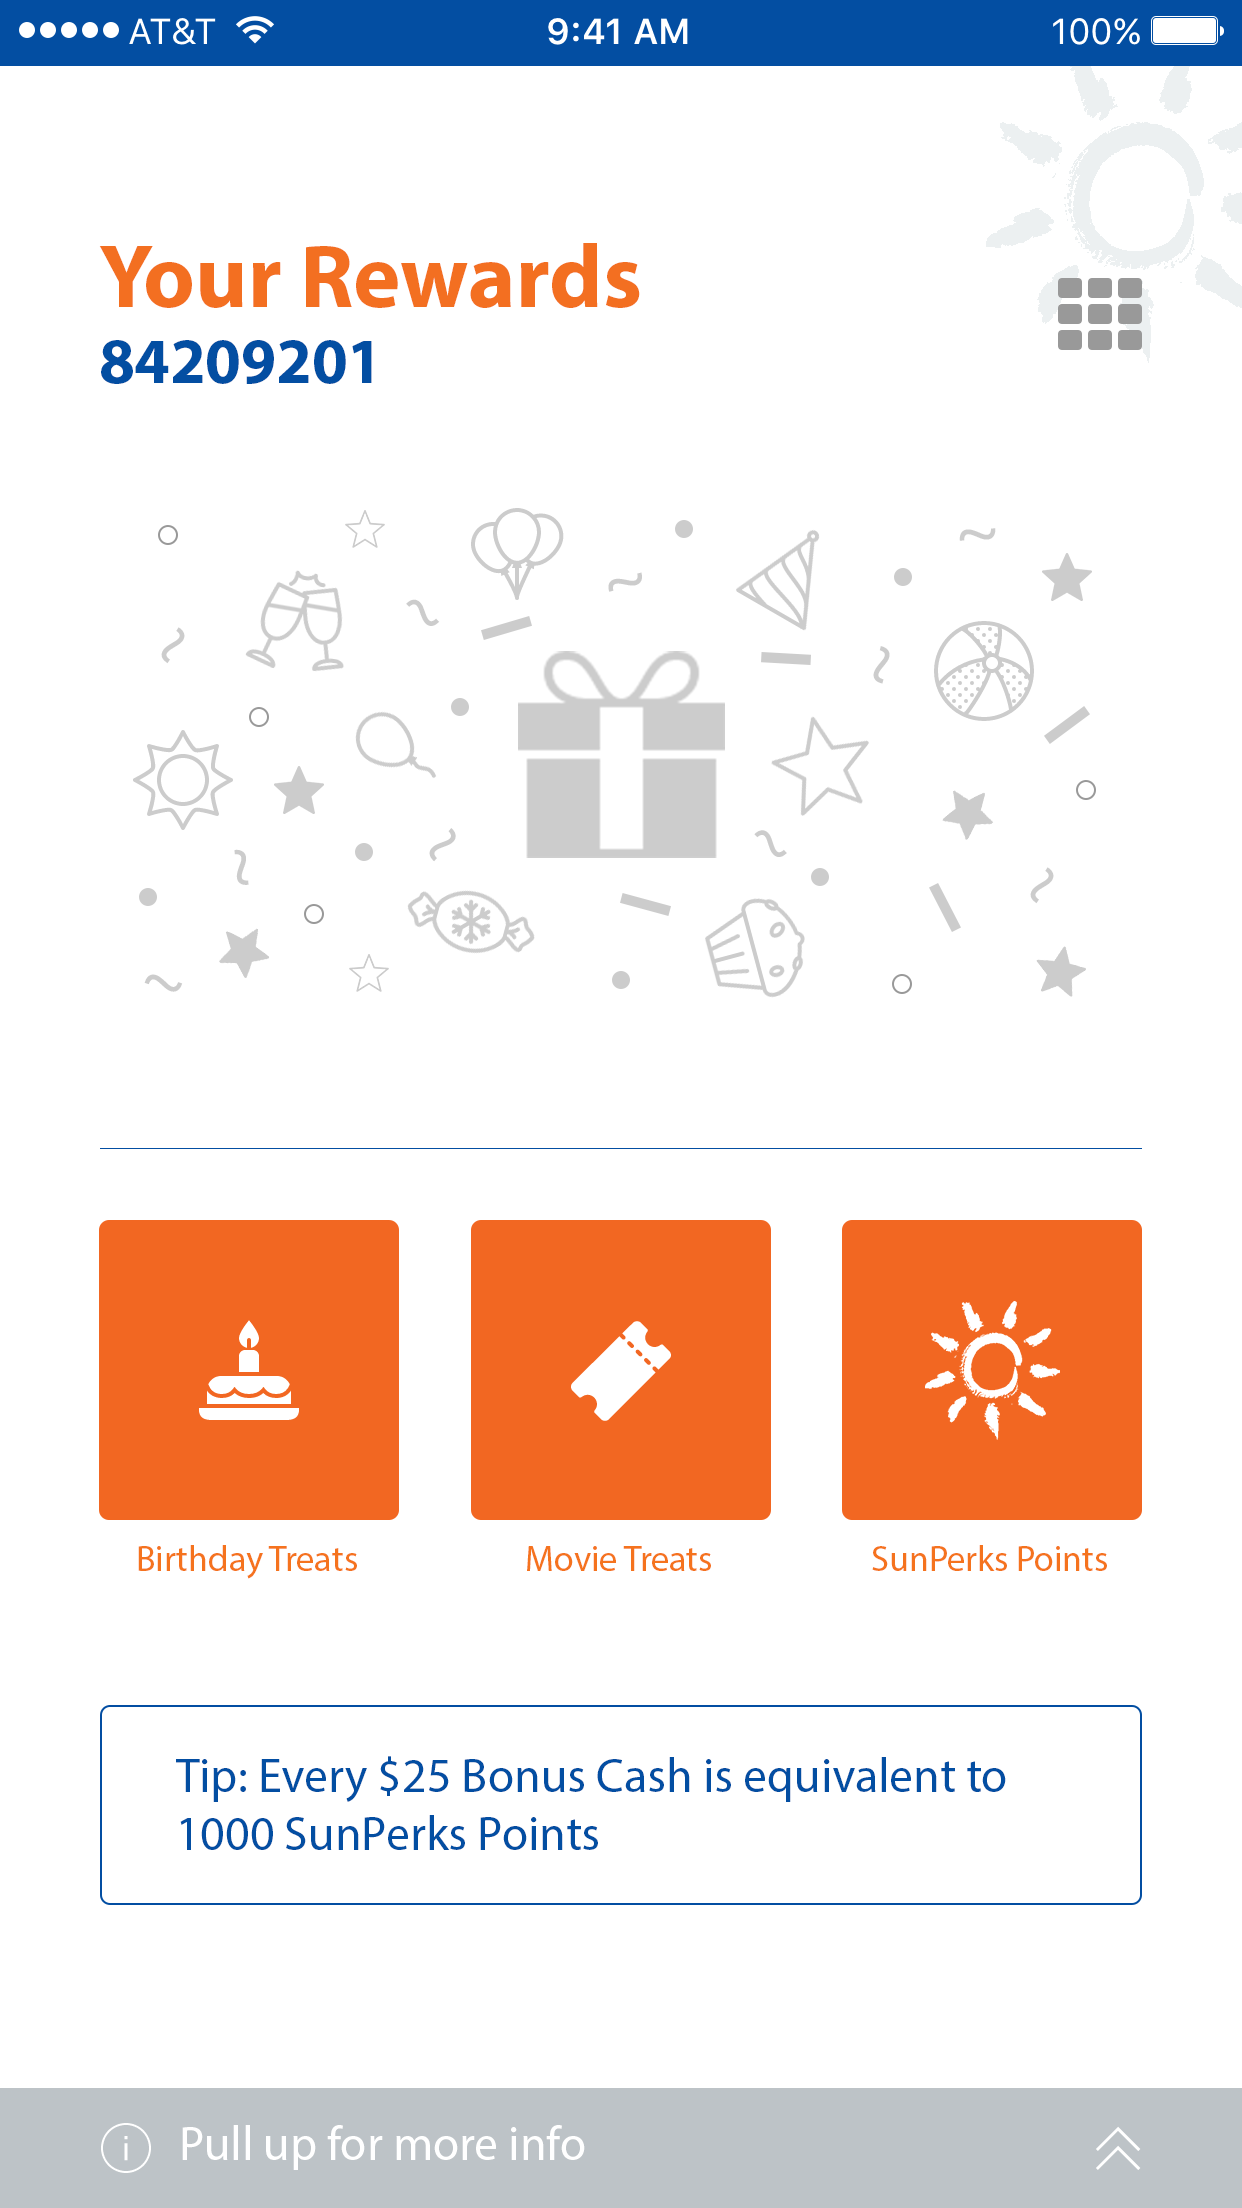 AT&T
9:41 AM
100%
Your Rewards
84209201
Birthday Treats
Movie Treats
SunPerks Points
Tip: Every $25 Bonus Cash is equivalent to
1000 SunPerks Points
i Pull up for more info